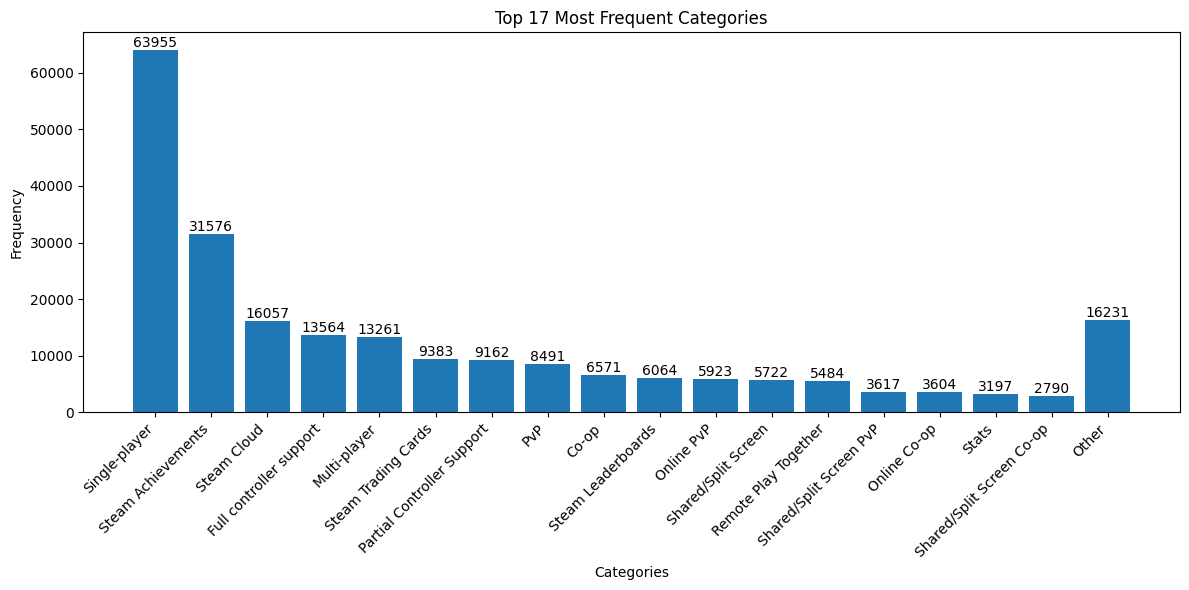 Top 17 Most Frequent Categories
Frequency
60000
50000
40000
30000
20000
10000
0
63955
31576
16057
13564
13261
9383
9162
8491
6571
6064
5923
5722
5484
3617
3604
3197
2790
16231
Single-player
Steam Achievements
Steam Cloud
Full controller support
Multi-player
Steam Trading Cards
Partial Controller Support
PvP
Co-op
Steam Leaderboards
Online PvP
Shared/Split Screen
Remote Play Together
Shared/Split Screen PvP
Online Co-op
Stats
Shared/Split Screen Co-op
Other
Categories